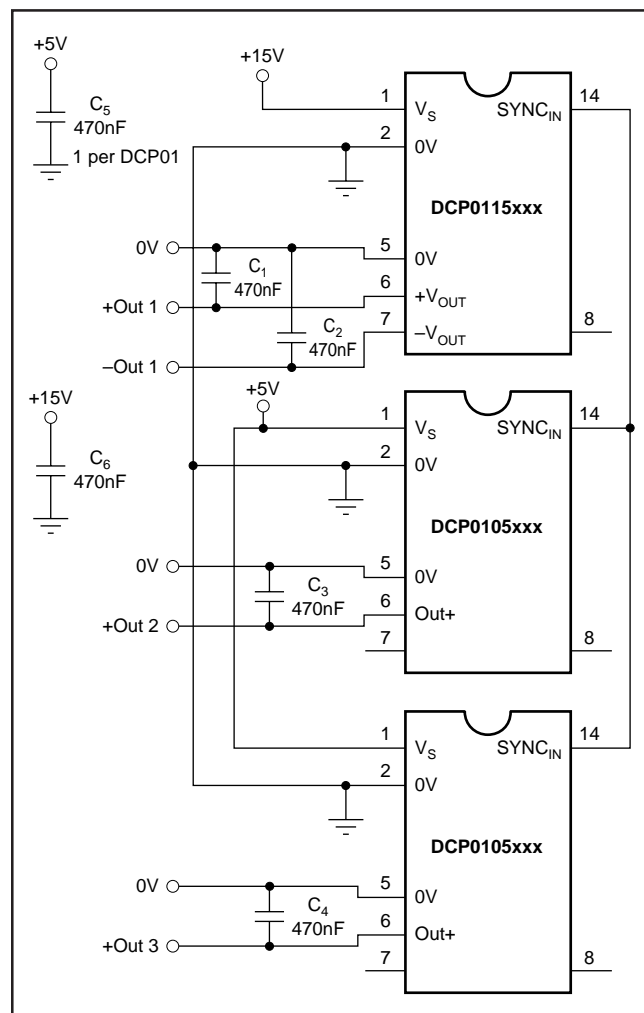 +5V
C5
470nF
1 per DCP01
+15V
1
VS
SYNCIN
14
2
0V
DCP0115xxx
0V
5
0V
C1
470nF
+Out 1
6
+VOUT
C2
470nF
–Out 1
7
–VOUT
8
+15V
C6
470nF
+5V
1
VS
SYNCIN
14
2
0V
DCP0105xxx
0V
5
0V
C3
470nF
+Out 2
6
Out+
7
8
1
VS
SYNCIN
14
2
0V
DCP0105xxx
0V
5
0V
C4
470nF
+Out 3
6
Out+
7
8